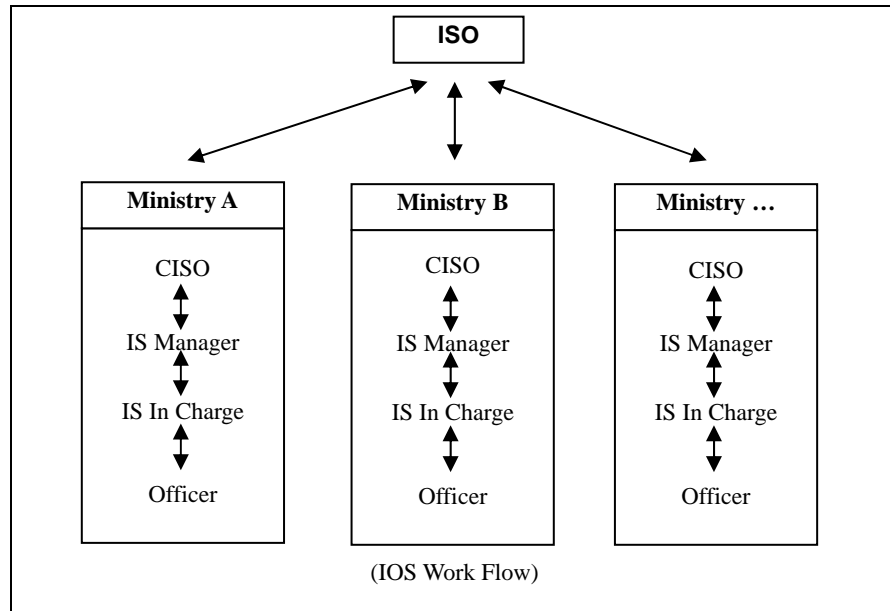 ISO
Ministry A
CISO
IS Manager
IS In Charge
Officer
Ministry B
CISO
IS Manager
IS In Charge
Officer
Ministry …
CISO
IS Manager
IS In Charge
Officer
(IOS Work Flow)